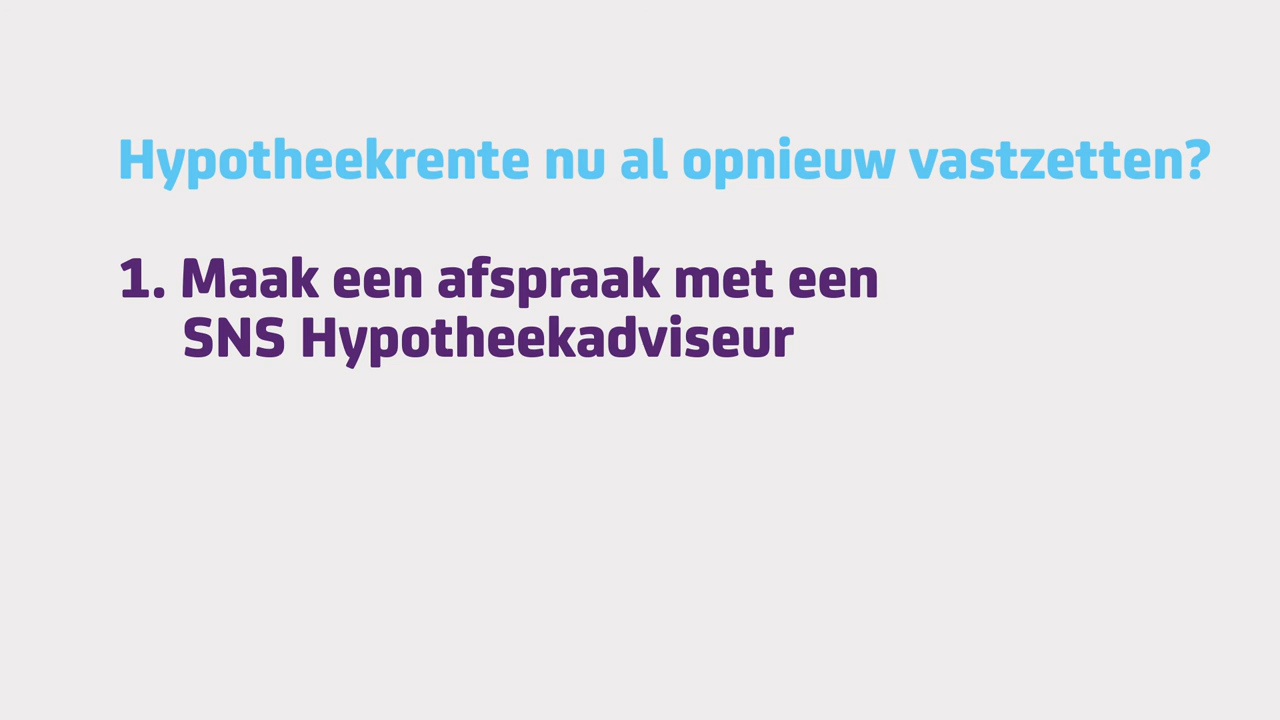 Hypotheekrente nu al opnieuw vastzetten?
1. Maak een afspraak met een
SNS Hypotheekadviseur